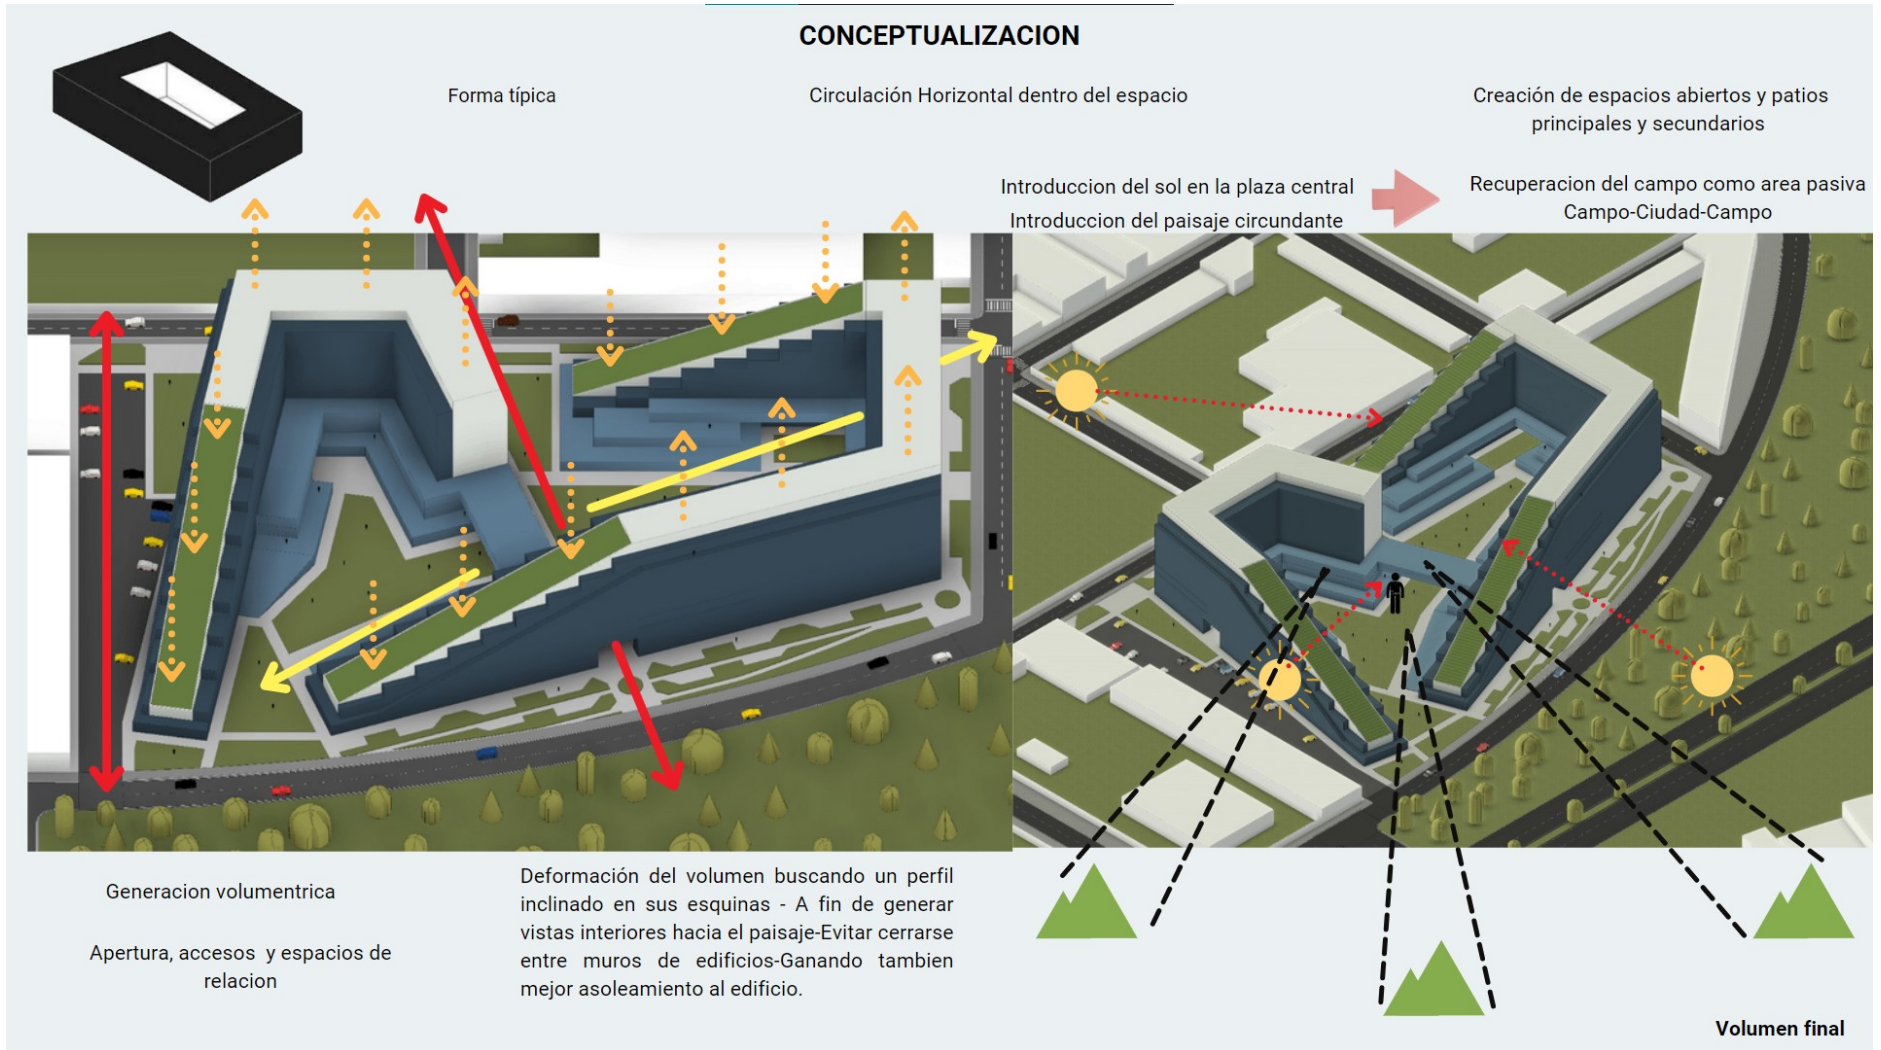 CONCEPTUALIZACION
Forma típica
Circulación Horizontal dentro del espacio
Creación de espacios abiertos y patios
principales y secundarios
Introduccion del sol en la plaza central
Introduccion del paisaje circundante
Recuperacion del campo como area pasiva
Campo-Ciudad-Campo
Generacion volumentrica
Apertura, accesos y espacios de
relacion
Deformación del volumen buscando un perfil
inclinado en sus esquinas - A fin de generar
vistas interiores hacia el paisaje-Evitar cerrarse
entre muros de edificios-Ganando tambien
mejor asoleamiento al edificio.
Volumen final